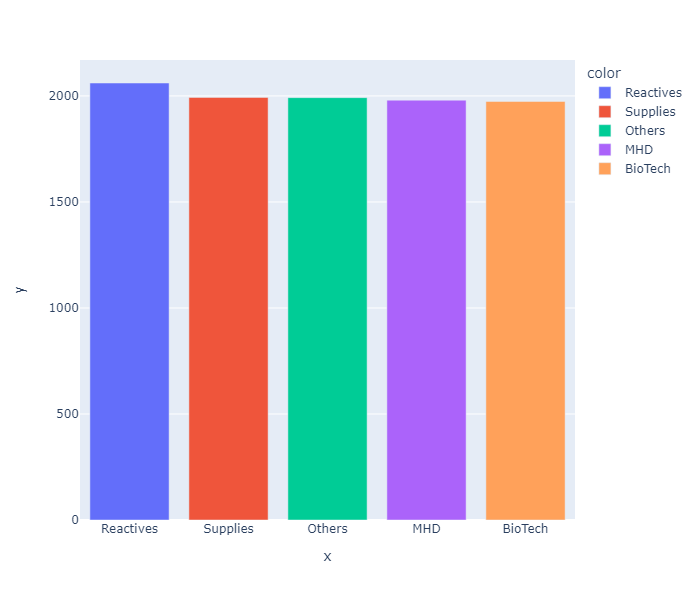 color
Reactives
Supplies
Others
MHD
BioTech
y
2000
1500
1000
500
0
Reactives Supplies Others MHD BioTech
x